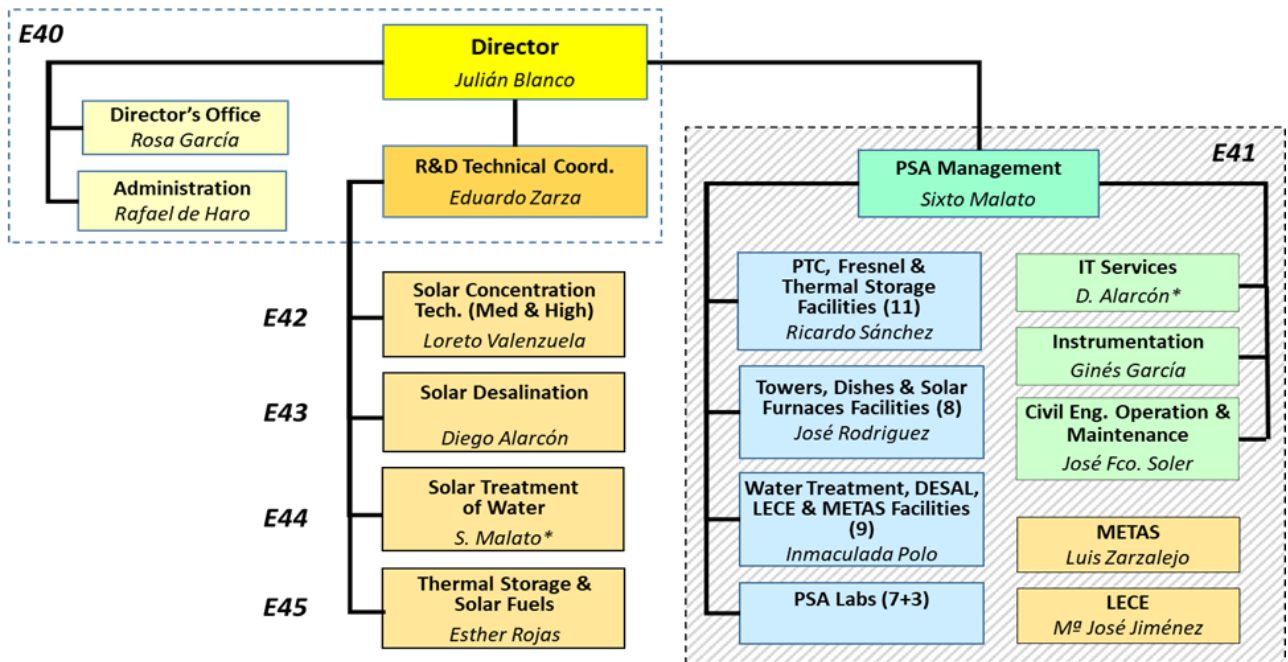 E40
Director
Julián Blanco
Director’s Office
Rosa García
Administration
Rafael de Haro
R&D Technical Coord.
Eduardo Zarza
E42
Solar Concentration
Tech. (Med & High)
Loreto Valenzuela
E43
Solar Desalination
Diego Alarcón
E44
Solar Treatment
of Water
S. Malato*
E45
Thermal Storage &
Solar Fuels
Esther Rojas
E41
PSA Management
Sixto Malato
PTC, Fresnel &
Thermal Storage
Facilities (11)
Ricardo Sánchez
Towers, Dishes & Solar
Furnaces Facilities (8)
José Rodriguez
Water Treatment, DESAL,
LECE & METAS Facilities
(9)
Inmaculada Polo
PSA Labs (7+3)
IT Services
D. Alarcón*
Instrumentation
Ginés García
Civil Eng. Operation &
Maintenance
José Fco. Soler
METAS
Luis Zarzalejo
LECE
Mª José Jiménez